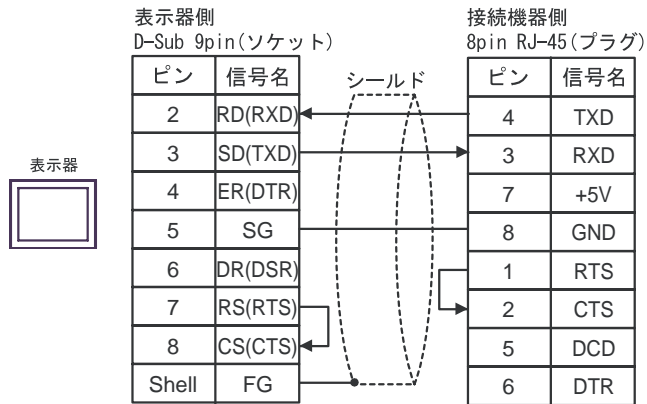 表示器側
D-Sub 9pin(ソケット)
接続機器側
8pin RJ-45(プラグ)
シールド
表示器
ピン 信号名
2 RD(RXD)
3 SD(TXD)
4 ER(DTR)
5 SG
6 DR(DSR)
7 RS(RTS)
8 CS(CTS)
Shell FG
ピン 信号名
4 TXD
3 RXD
7 +5V
8 GND
1 RTS
2 CTS
5 DCD
6 DTR